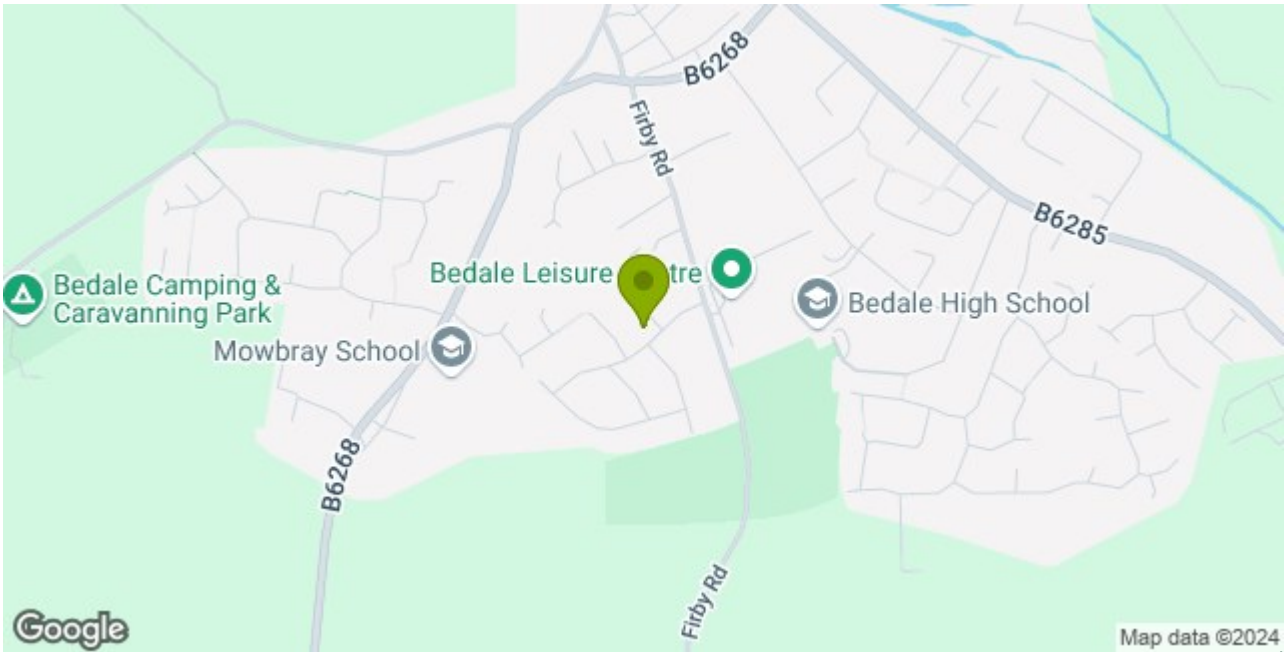 B6268
Firby Rd
B6285
Bedale Leisure tre
Bedale Camping &
Caravanning Park
Bedale High School
Mowbray School
B6268
Firby Rd
Google
Map data ©2024